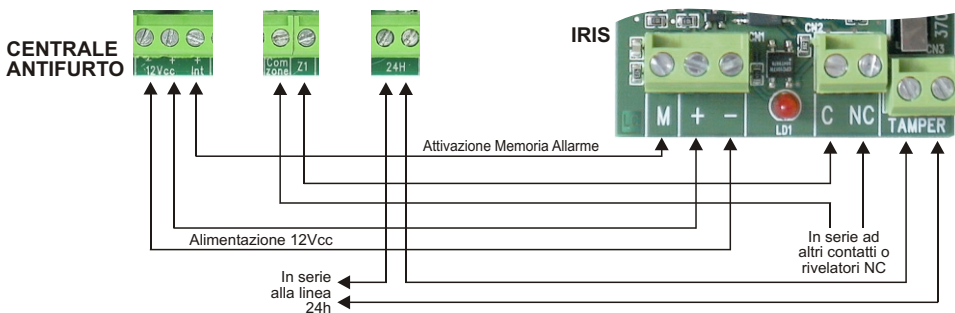 CENTRALE
ANTIFURTO
- + +
12Vcc Int
Com
zone
Z1
24H
IRIS
CN1
CN2
370
CN3
M + -
LD1
C NC
TAMPER
Attivazione Memoria Allarme
Alimentazione 12Vcc
In serie ad
altri contatti o
rivelatori NC
In serie
alla linea
24h